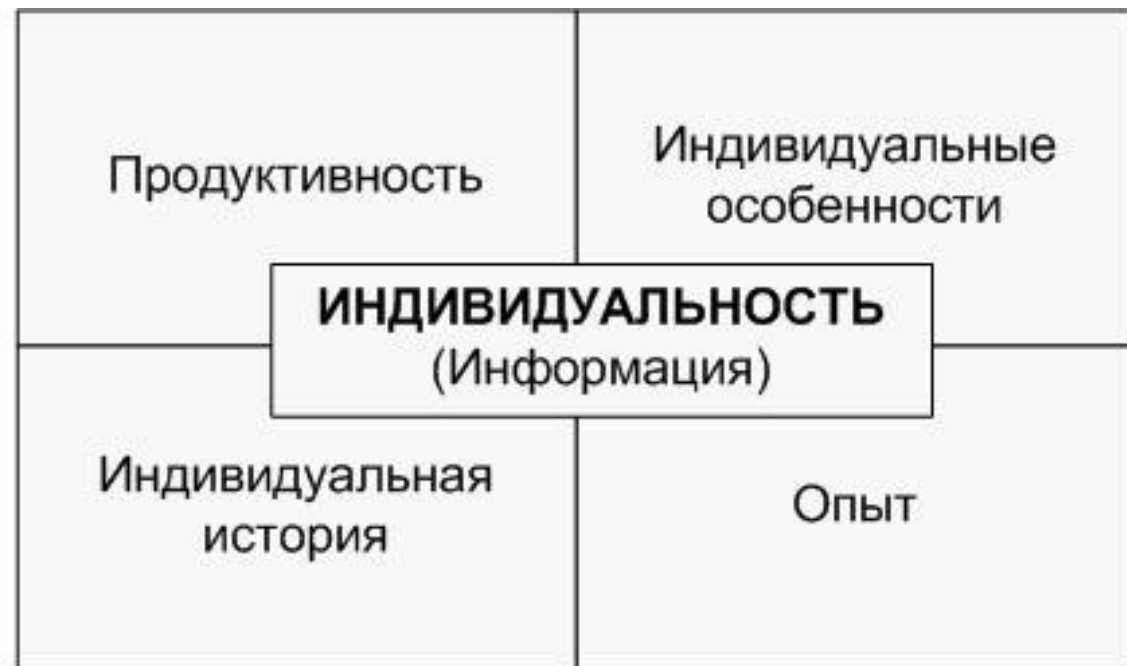 Продуктивность
Индивидуальные
особенности
ИНДИВИДУАЛЬНОСТЬ
(Информация)
Индивидуальная
история
Опыт